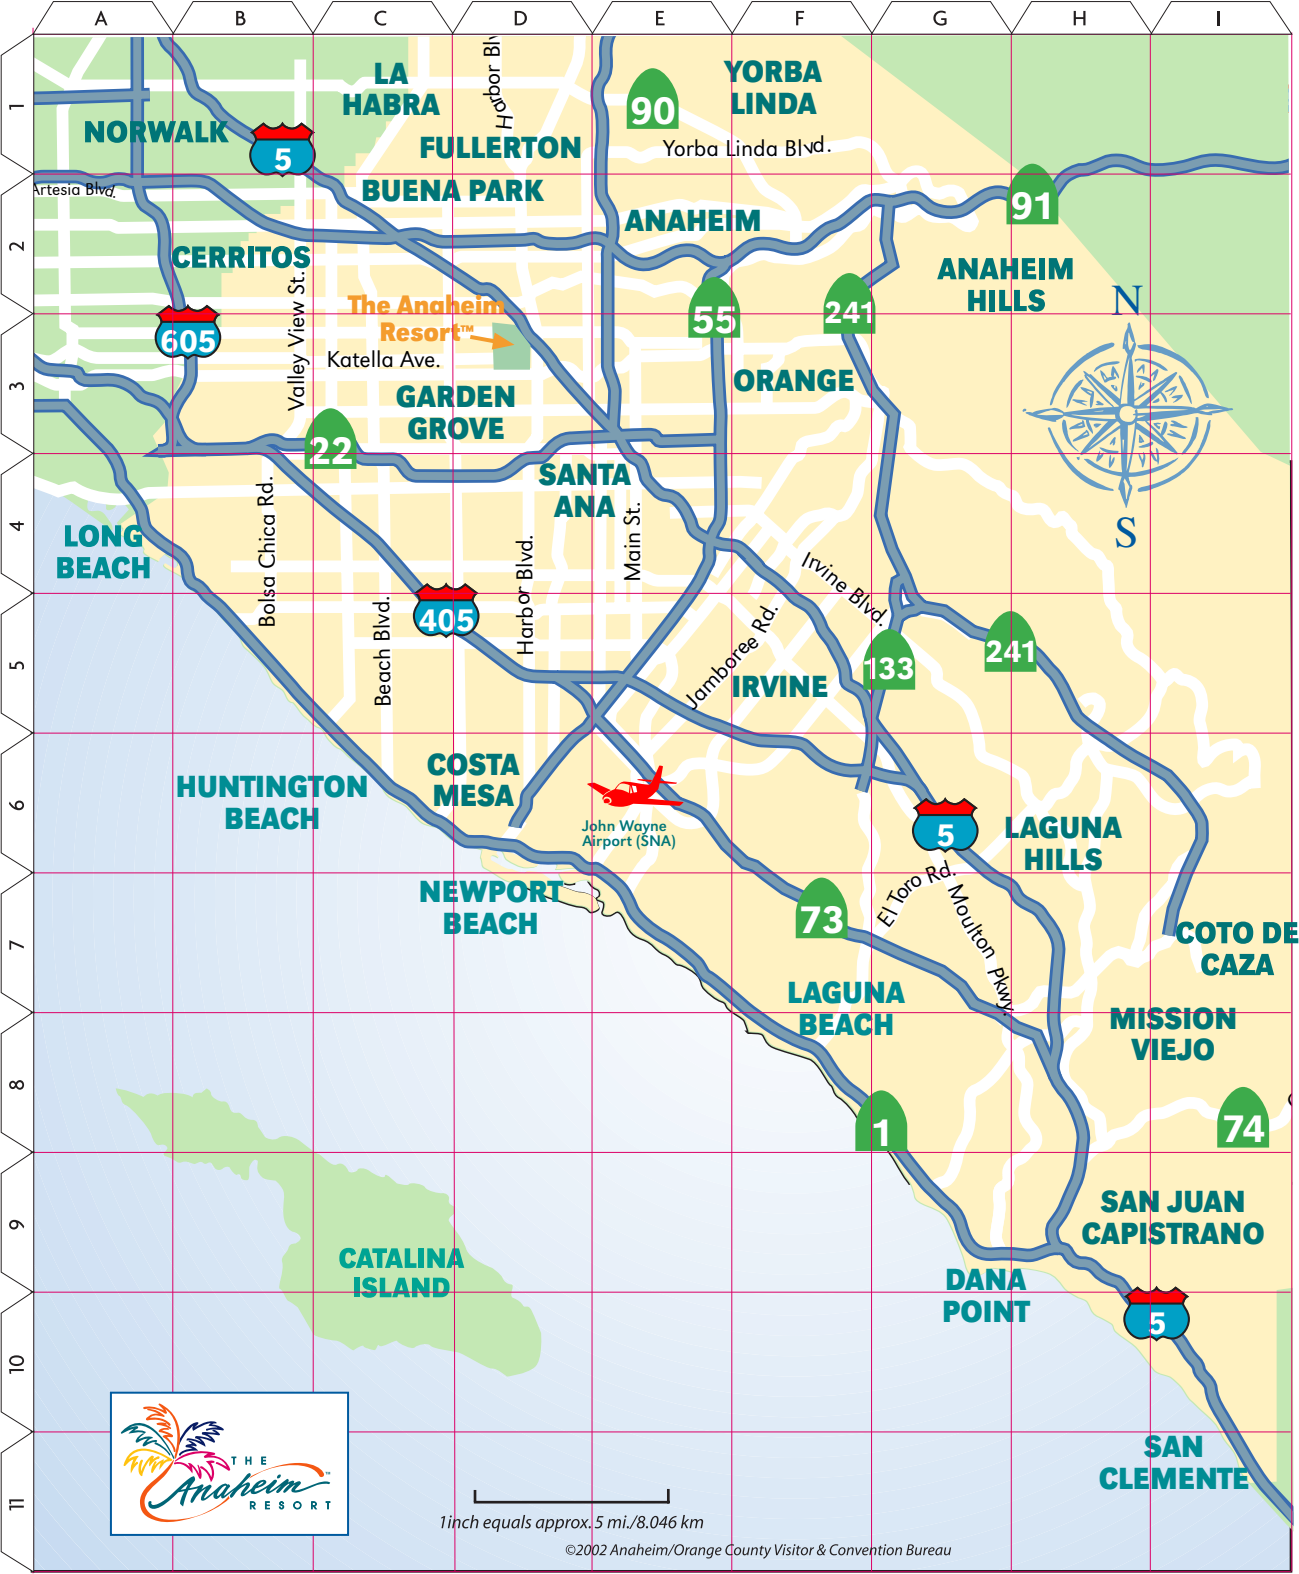 A B C D E F G H I
1
2
3
4
5
6
7
8
9
10
11
LA
HABRA
Harbor Blv
90
YORBA
LINDA
NORWALK
5
FULLERTON
Yorba Linda Blvd.
Artesia Blvd.
BUENA PARK
91
ANAHEIM
CERRITOS
Valley View St.
ANAHEIM
HILLS
N
The Anaheim
Resort™
605
55
241
Katella Ave.
ORANGE
GARDEN
GROVE
22
SANTA
ANA
S
LONG
BEACH
Bolsa Chica Rd.
Main St.
Harbor Blvd.
Irvine Blvd.
405
Beach Blvd.
Jamboree Rd.
133
241
IRVINE
COSTA
MESA
HUNTINGTON
BEACH
John Wayne
Airport (SNA)
5
LAGUNA
HILLS
NEWPORT
BEACH
El Toro Rd.
Moulton Pkwy.
73
COTO DE
CAZA
LAGUNA
BEACH
MISSION
VIEJO
1
74
SAN JUAN
CAPISTRANO
CATALINA
ISLAND
DANA
POINT
5
THE
Anaheim™
RESORT
SAN
CLEMENTE
1inch equals approx. 5 mi./8.046 km
©2002 Anaheim/Orange County Visitor & Convention Bureau